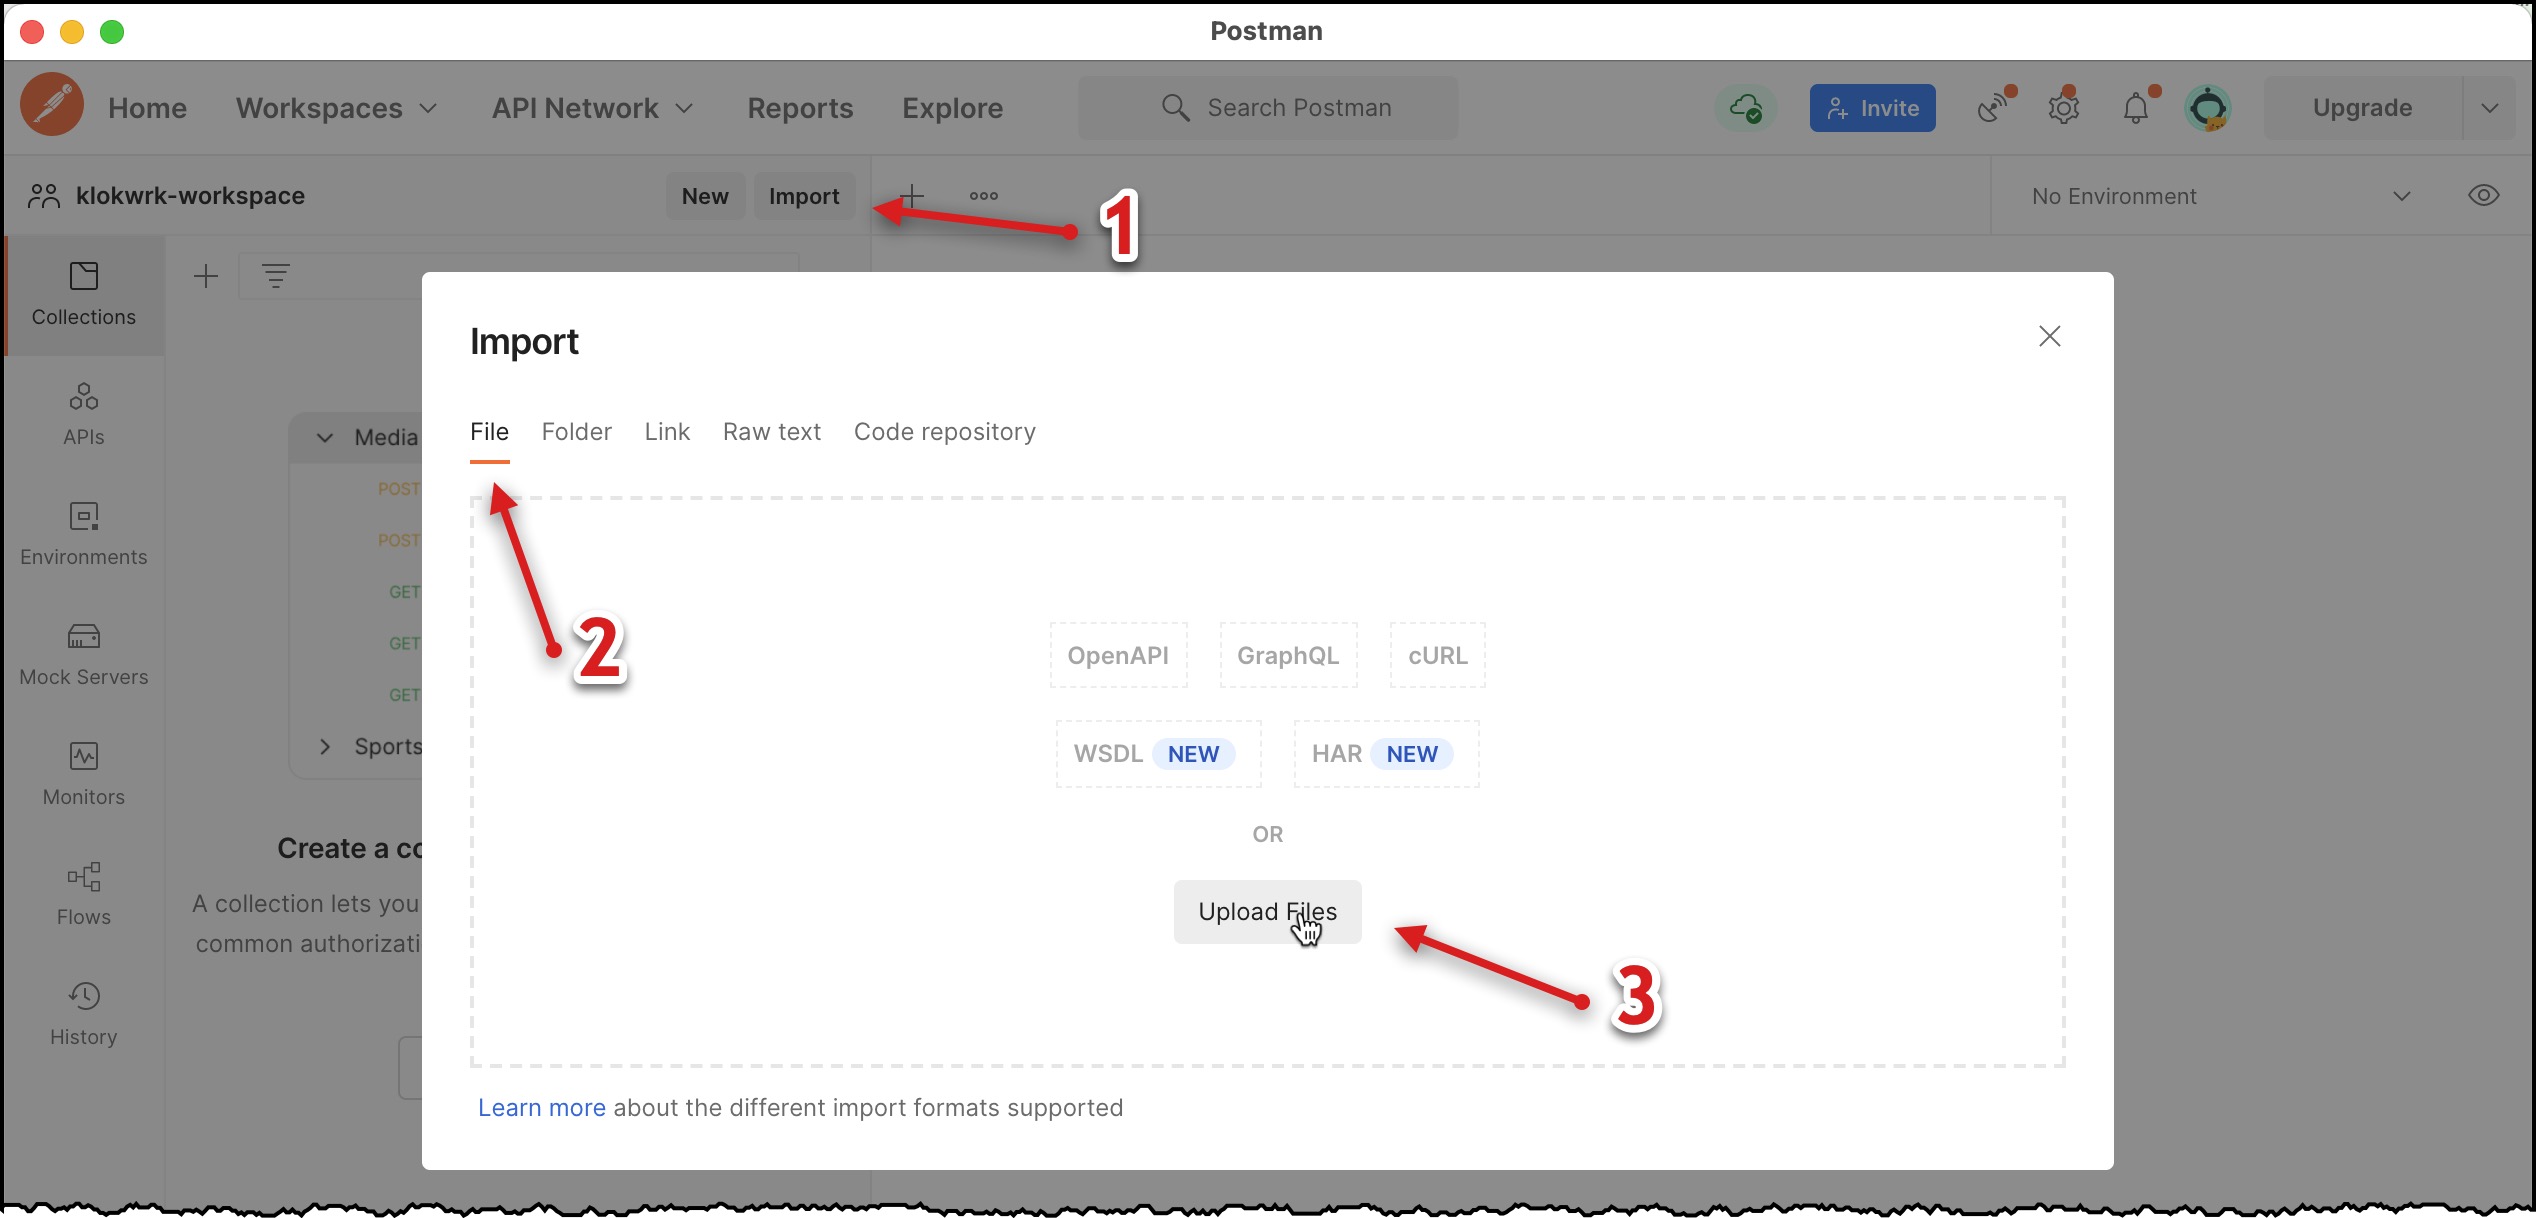 Postman
Home Workspaces API Network Reports Explore Search Postman Invite Upgrade
klokwrk-workspace New Import No Environment
1
Collections
APIs
Environments
Mock Servers
Monitors
Flows
History
Media
POST
POST
GET
GET
GET
Sports
Create a co
A collection lets you
common authorizati
Import
File Folder Link Raw text Code repository
2
OpenAPI GraphQL cURL
WSDL NEW HAR NEW
OR
Upload Files
3
Learn more about the different import formats supported